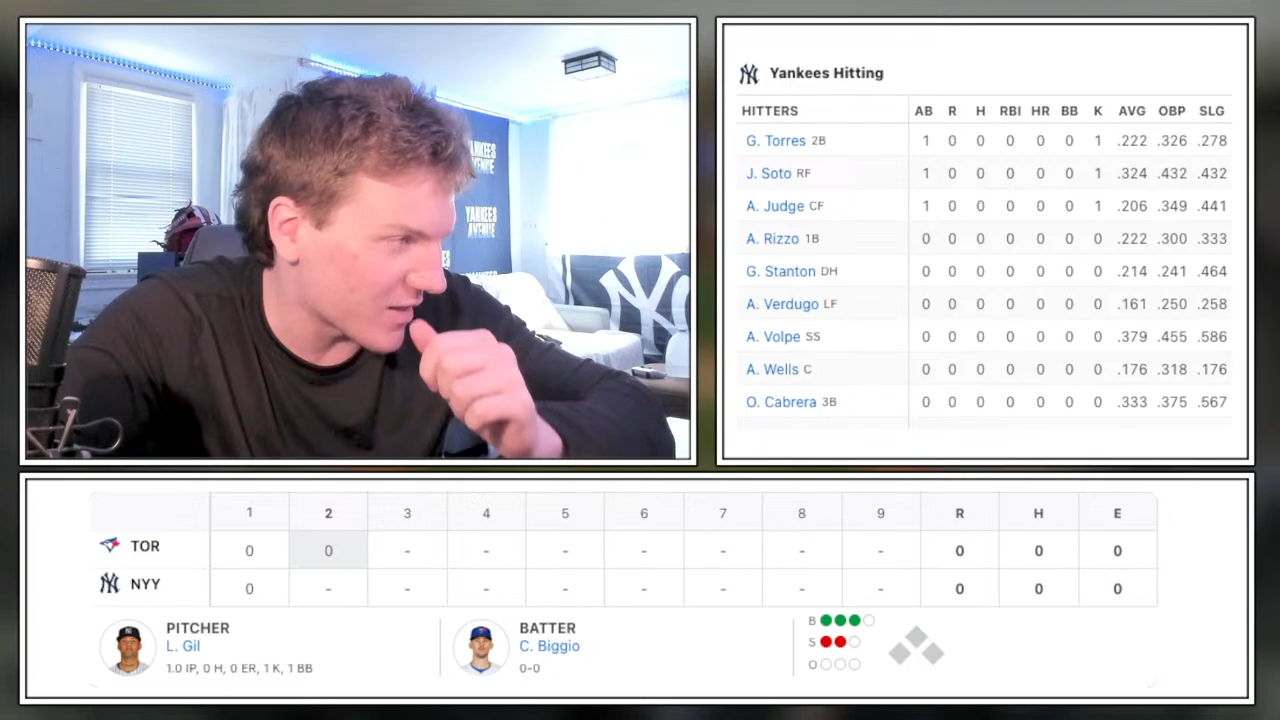 YANKEES
AVENUE
YANKEES
AVENUE
Yankees Hitting
HITTERS AB R H RBI HR BB K AVG OBP SLG
G. Torres 2B 1 0 0 0 0 0 1 .222 .326 .278
J. Soto RF 1 0 0 0 0 0 1 .324 .432 .432
A. Judge CF 1 0 0 0 0 0 1 .206 .349 .441
A. Rizzo 1B 0 0 0 0 0 0 0 .222 .300 .333
G. Stanton DH 0 0 0 0 0 0 0 .214 .241 .464
A. Verdugo LF 0 0 0 0 0 0 0 .161 .250 .258
A. Volpe SS 0 0 0 0 0 0 0 .379 .455 .586
A. Wells C 0 0 0 0 0 0 0 .176 .318 .176
O. Cabrera 3B 0 0 0 0 0 0 0 .333 .375 .567
1 2 3 4 5 6 7 8 9 R H E
TOR 0 0 - - - - - - - 0 0 0
NYY 0 - - - - - - - - 0 0 0
PITCHER
L. Gil
1.0 IP, 0 H, 0 ER, 1 K, 1 BB
BATTER
C. Biggio
0-0
B
S
O